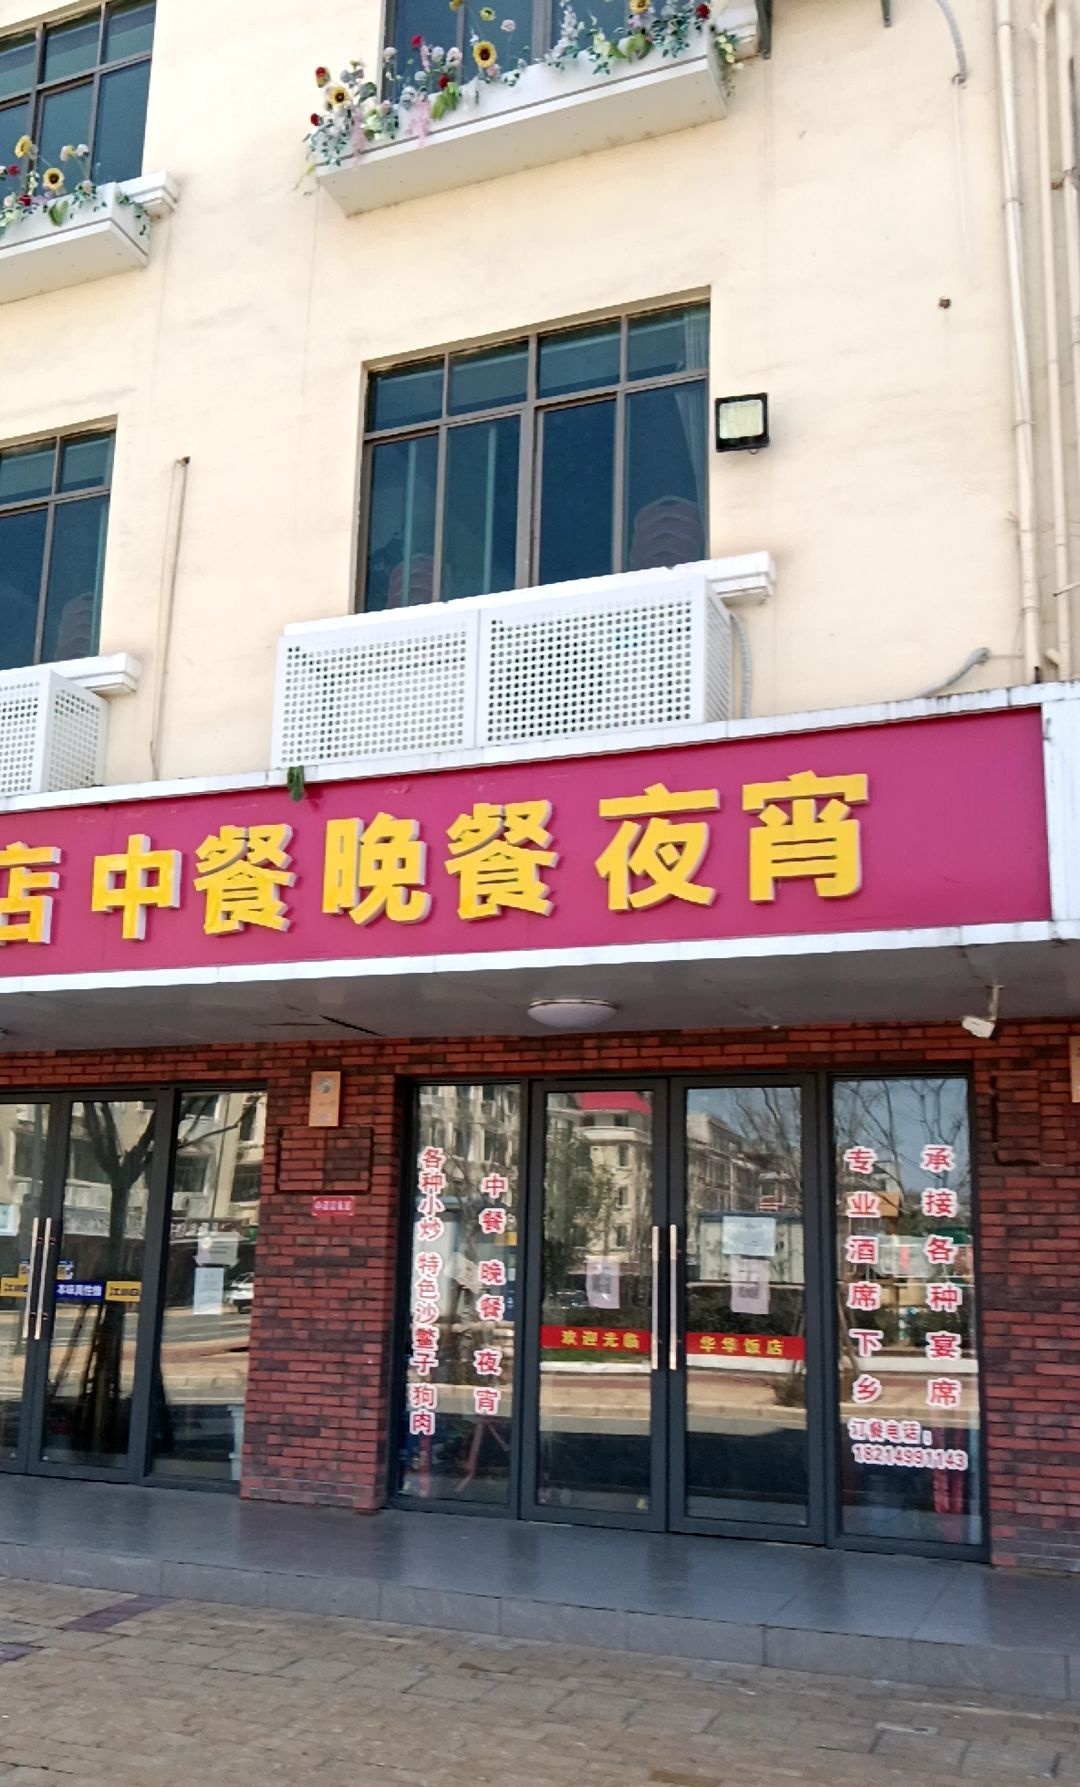 店 中餐 晚餐 夜宵
各种小炒 特色沙鳖子 狗肉
中餐 晚餐 夜宵
欢迎光临
华华饭店
专业酒席下乡
承接各种宴席
订餐电话：
18214991143